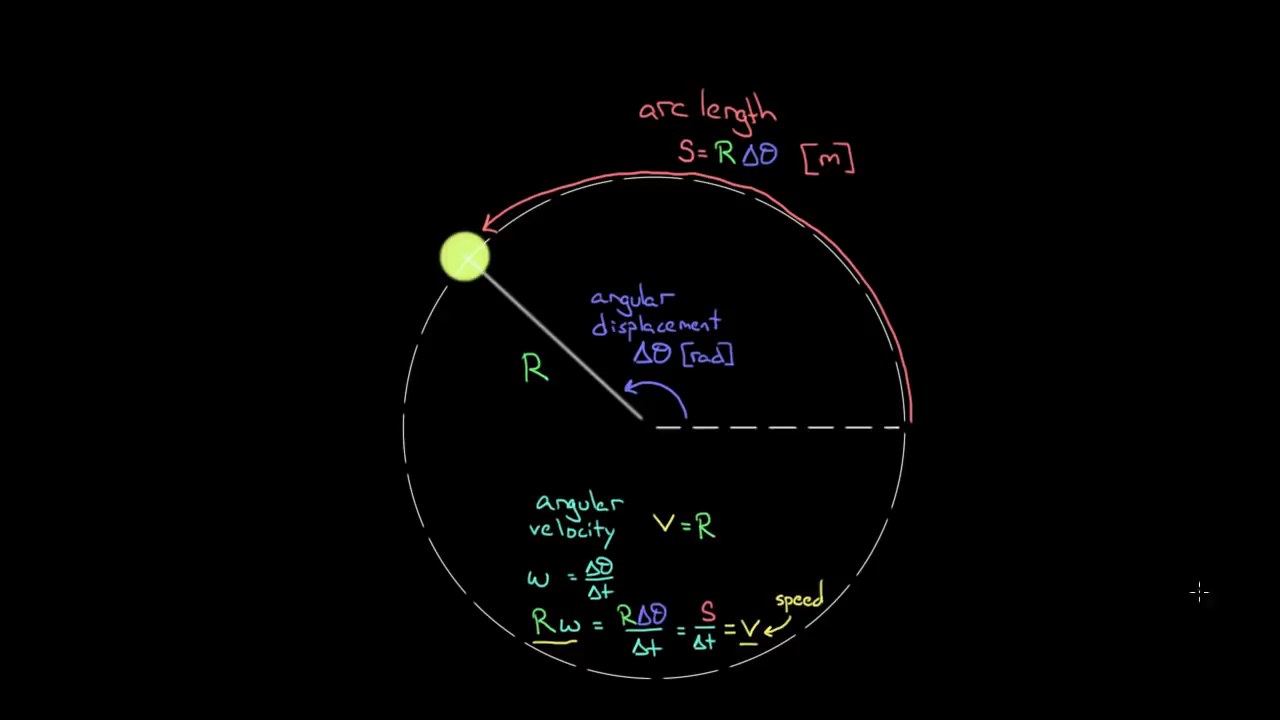 arc length
S=RΔΘ [m]
angular
displacement
ΔΘ [rad]
R
angular
velocity
V=R
ω = ΔΘ/Δt
Rω = RΔΘ/Δt = S/Δt = V
speed